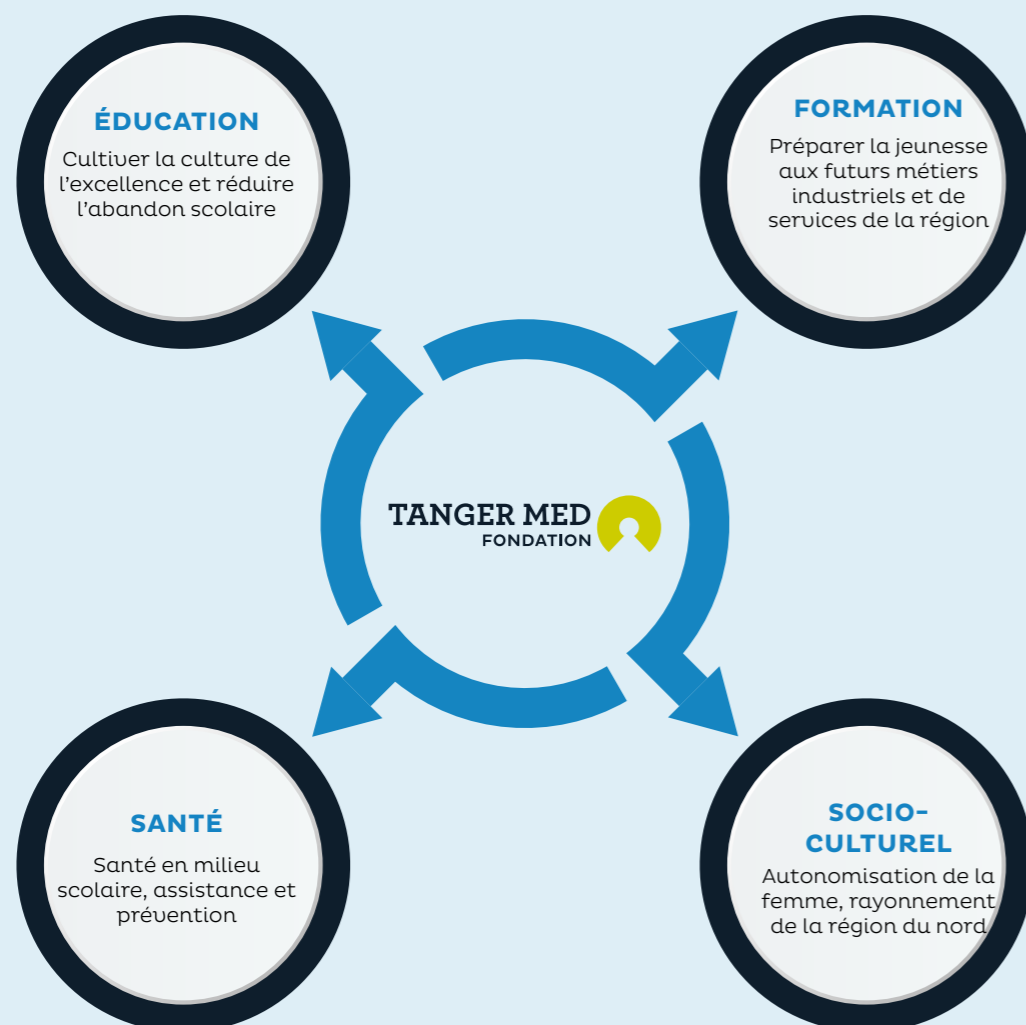 ÉDUCATION
Cultiver la culture de
l'excellence et réduire
l'abandon scolaire
FORMATION
Préparer la jeunesse
aux futurs métiers
industriels et de
services de la région
TANGER MED
FONDATION
SANTÉ
Santé en milieu
scolaire, assistance et
prévention
SOCIO-
CULTUREL
Autonomisation de la
femme, rayonnement
de la région du nord